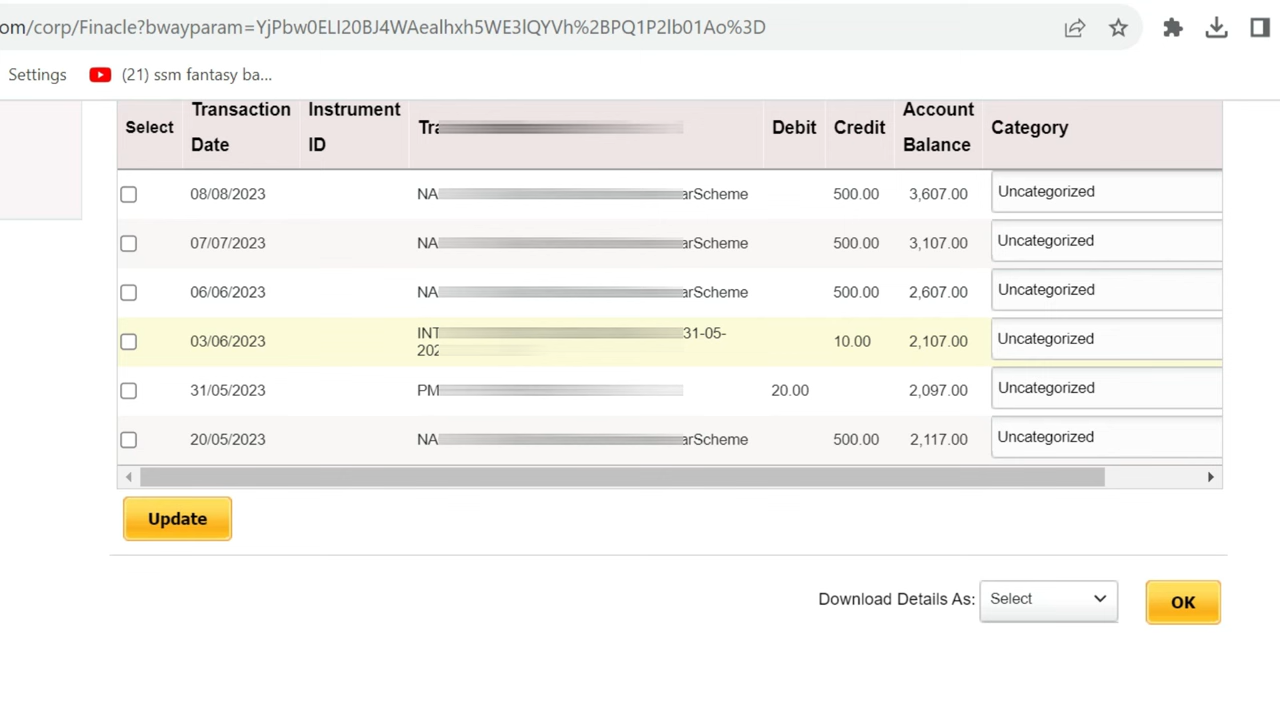 om/corp/Finacle?bwayparam=YjPbw0ELI20BJ4WAealhxh5WE3lQYVh%2BPQ1P2lb01Ao%3D
Settings (21) ssm fantasy ba...
Select Transaction Date Instrument ID Debit Credit Account Balance Category
08/08/2023 NA arScheme 500.00 3,607.00 Uncategorized
07/07/2023 NA arScheme 500.00 3,107.00 Uncategorized
06/06/2023 NA arScheme 500.00 2,607.00 Uncategorized
03/06/2023 INT 31-05- 10.00 2,107.00 Uncategorized
202
31/05/2023 PM 20.00 2,097.00 Uncategorized
20/05/2023 NA arScheme 500.00 2,117.00 Uncategorized
Update
Download Details As: Select OK